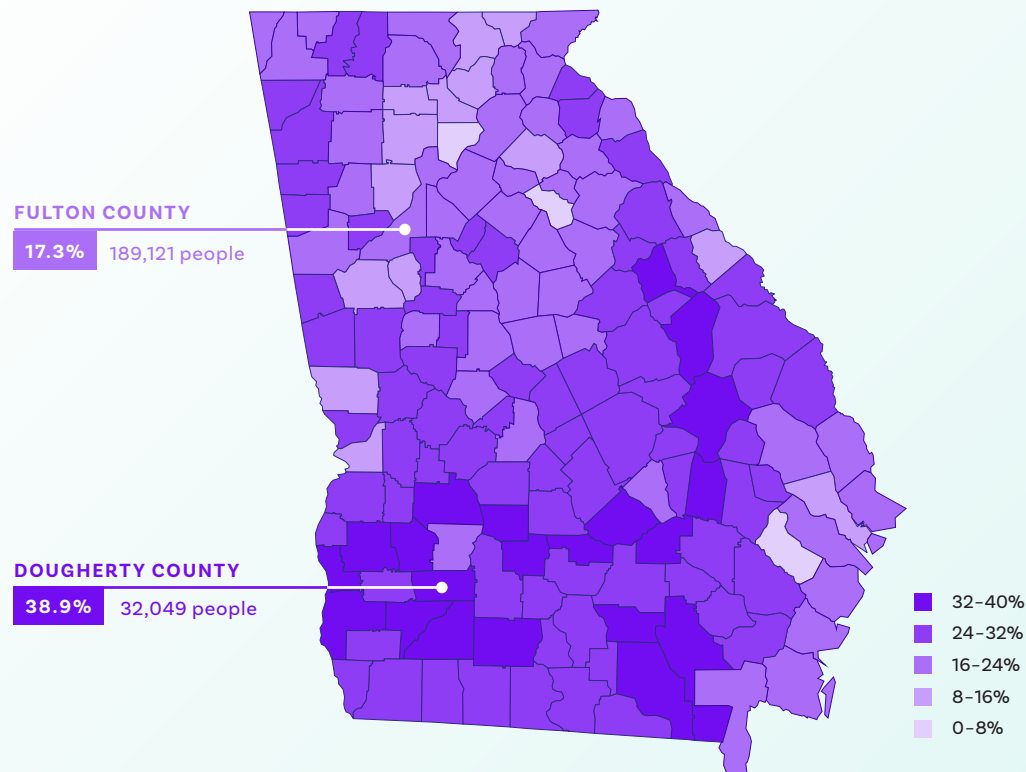 FULTON COUNTY
17.3% 189,121 people
DOUGHERTY COUNTY
38.9% 32,049 people
32-40%
24-32%
16-24%
8-16%
0-8%